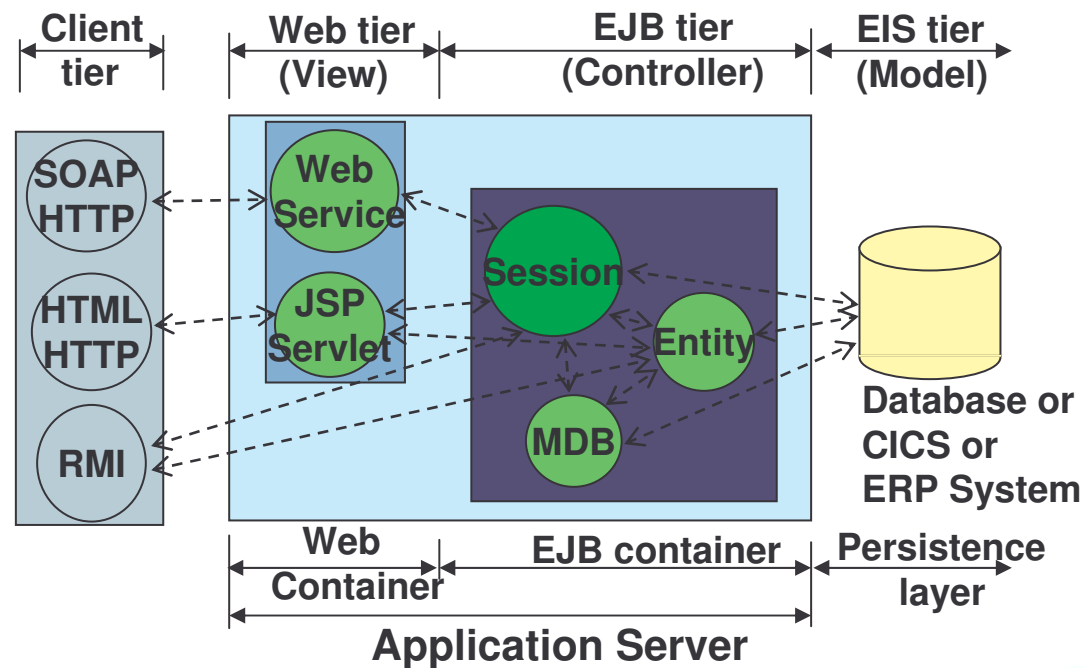 Client
tier
Web tier
(View)
EJB tier
(Controller)
EIS tier
(Model)
SOAP
HTTP
HTML
HTTP
RMI
Web
Service
JSP
Servlet
Session
Entity
MDB
Database or
CICS or
ERP System
Web
Container
EJB container
Persistence
layer
Application Server